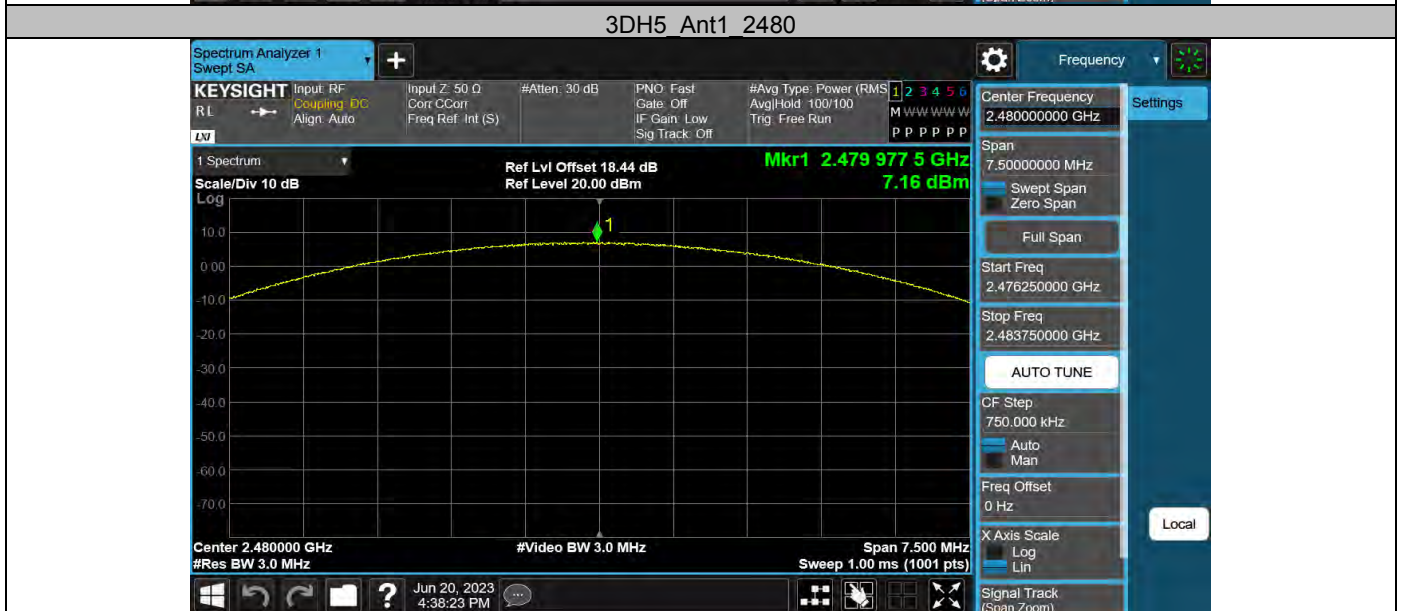 3DH5_Ant1_2480
Spectrum Analyzer 1
Swept SA
+
Frequency
KEYSIGHT
RL
LXI
Input: RF
Coupling: DC
Align: Auto
Input Z: 50 Ω
Corr CCorr
Freq Ref: Int (S)
#Atten: 30 dB
PNO: Fast
Gate: Off
IF Gain: Low
Sig Track: Off
#Avg Type: Power (RMS
Avg|Hold: 100/100
Trig: Free Run
1 2 3 4 5 6
M W W W W W
P P P P P P
Center Frequency
2.480000000 GHz
Settings
1 Spectrum
Scale/Div 10 dB
Ref Lvl Offset 18.44 dB
Ref Level 20.00 dBm
Mkr1 2.479 977 5 GHz
7.16 dBm
Span
7.50000000 MHz
Swept Span
Zero Span
Full Span
Start Freq
2.476250000 GHz
Stop Freq
2.483750000 GHz
AUTO TUNE
CF Step
750.000 kHz
Auto
Man
Freq Offset
0 Hz
X Axis Scale
Log
Lin
Signal Track
(Span Zoom)
Local
Log
1
10.0
0.00
-10.0
-20.0
-30.0
-40.0
-50.0
-60.0
-70.0
Center 2.480000 GHz
#Video BW 3.0 MHz
Span 7.500 MHz
#Res BW 3.0 MHz
Sweep 1.00 ms (1001 pts)
?
Jun 20, 2023
4:38:23 PM